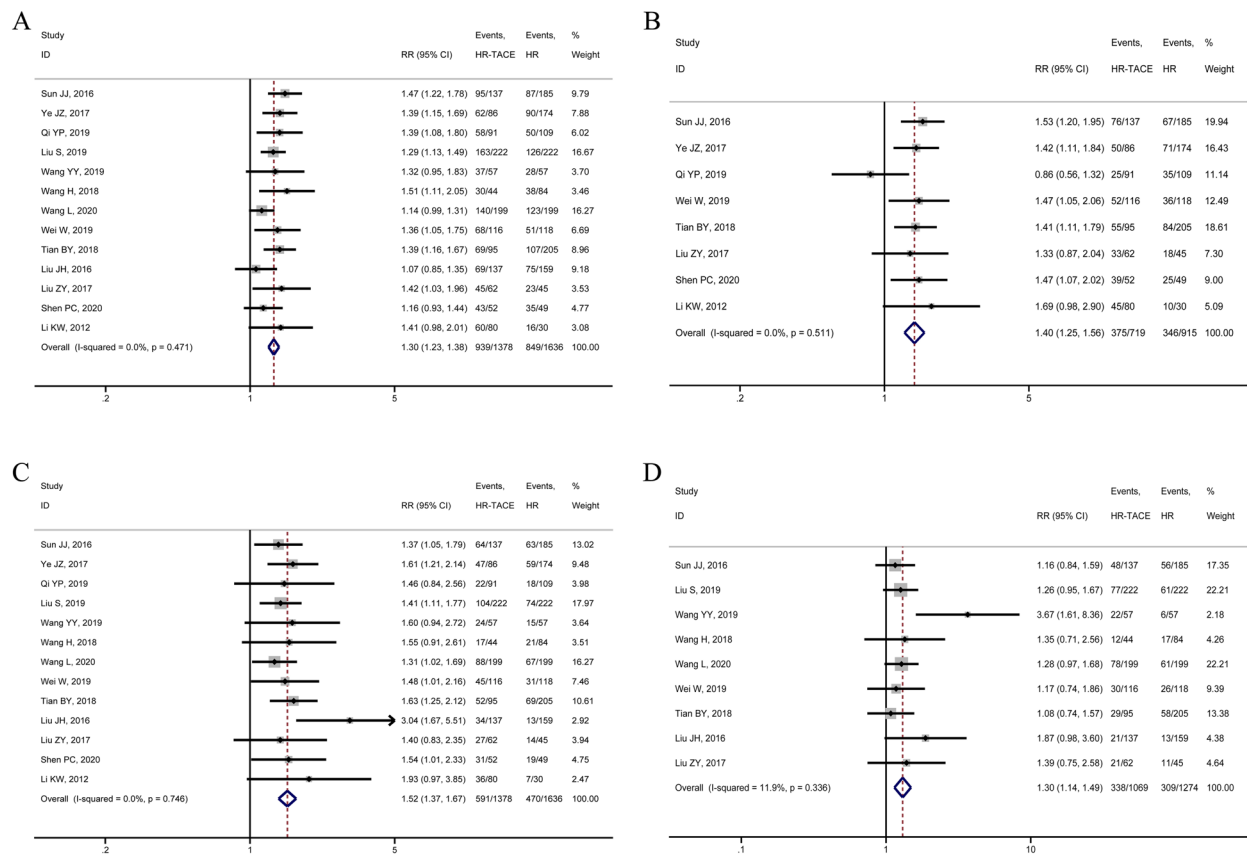 A
Study Events, Events, %
ID RR (95% CI) HR-TACE HR Weight
Sun JJ, 2016 1.47 (1.22, 1.78) 95/137 87/185 9.79
Ye JZ, 2017 1.39 (1.15, 1.69) 62/86 90/174 7.88
Qi YP, 2019 1.39 (1.08, 1.80) 58/91 50/109 6.02
Liu S, 2019 1.29 (1.13, 1.49) 163/222 126/222 16.67
Wang YY, 2019 1.32 (0.95, 1.83) 37/57 28/57 3.70
Wang H, 2018 1.51 (1.11, 2.05) 30/44 38/84 3.46
Wang L, 2020 1.14 (0.99, 1.31) 140/199 123/199 16.27
Wei W, 2019 1.36 (1.05, 1.75) 68/116 51/118 6.69
Tian BY, 2018 1.39 (1.16, 1.67) 69/95 107/205 8.96
Liu JH, 2016 1.07 (0.85, 1.35) 69/137 75/159 9.18
Liu ZY, 2017 1.42 (1.03, 1.96) 45/62 23/45 3.53
Shen PC, 2020 1.16 (0.93, 1.44) 43/52 35/49 4.77
Li KW, 2012 1.41 (0.98, 2.01) 60/80 16/30 3.08
Overall (I-squared = 0.0%, p = 0.471) 1.30 (1.23, 1.38) 939/1378 849/1636 100.00
.2 1 5
B
Study Events, Events, %
ID RR (95% CI) HR-TACE HR Weight
Sun JJ, 2016 1.53 (1.20, 1.95) 76/137 67/185 19.94
Ye JZ, 2017 1.42 (1.11, 1.84) 50/86 71/174 16.43
Qi YP, 2019 0.86 (0.56, 1.32) 25/91 35/109 11.14
Wei W, 2019 1.47 (1.05, 2.06) 52/116 36/118 12.49
Tian BY, 2018 1.41 (1.11, 1.79) 55/95 84/205 18.61
Liu ZY, 2017 1.33 (0.87, 2.04) 33/62 18/45 7.30
Shen PC, 2020 1.47 (1.07, 2.02) 39/52 25/49 9.00
Li KW, 2012 1.69 (0.98, 2.90) 45/80 10/30 5.09
Overall (I-squared = 0.0%, p = 0.511) 1.40 (1.25, 1.56) 375/719 346/915 100.00
.2 1 5
C
Study Events, Events, %
ID RR (95% CI) HR-TACE HR Weight
Sun JJ, 2016 1.37 (1.05, 1.79) 64/137 63/185 13.02
Ye JZ, 2017 1.61 (1.21, 2.14) 47/86 59/174 9.48
Qi YP, 2019 1.46 (0.84, 2.56) 22/91 18/109 3.98
Liu S, 2019 1.41 (1.11, 1.77) 104/222 74/222 17.97
Wang YY, 2019 1.60 (0.94, 2.72) 24/57 15/57 3.64
Wang H, 2018 1.55 (0.91, 2.61) 17/44 21/84 3.51
Wang L, 2020 1.31 (1.02, 1.69) 88/199 67/199 16.27
Wei W, 2019 1.48 (1.01, 2.16) 45/116 31/118 7.46
Tian BY, 2018 1.63 (1.25, 2.12) 52/95 69/205 10.61
Liu JH, 2016 3.04 (1.67, 5.51) 34/137 13/159 2.92
Liu ZY, 2017 1.40 (0.83, 2.35) 27/62 14/45 3.94
Shen PC, 2020 1.54 (1.01, 2.33) 31/52 19/49 4.75
Li KW, 2012 1.93 (0.97, 3.85) 36/80 7/30 2.47
Overall (I-squared = 0.0%, p = 0.746) 1.52 (1.37, 1.67) 591/1378 470/1636 100.00
.2 1 5
D
Study Events, Events, %
ID RR (95% CI) HR-TACE HR Weight
Sun JJ, 2016 1.16 (0.84, 1.59) 48/137 56/185 17.35
Liu S, 2019 1.26 (0.95, 1.67) 77/222 61/222 22.21
Wang YY, 2019 3.67 (1.61, 8.36) 22/57 6/57 2.18
Wang H, 2018 1.35 (0.71, 2.56) 12/44 17/84 4.26
Wang L, 2020 1.28 (0.97, 1.68) 78/199 61/199 22.21
Wei W, 2019 1.17 (0.74, 1.86) 30/116 26/118 9.39
Tian BY, 2018 1.08 (0.74, 1.57) 29/95 58/205 13.38
Liu JH, 2016 1.87 (0.98, 3.60) 21/137 13/159 4.38
Liu ZY, 2017 1.39 (0.75, 2.58) 21/62 11/45 4.64
Overall (I-squared = 11.9%, p = 0.336) 1.30 (1.14, 1.49) 338/1069 309/1274 100.00
.1 1 10